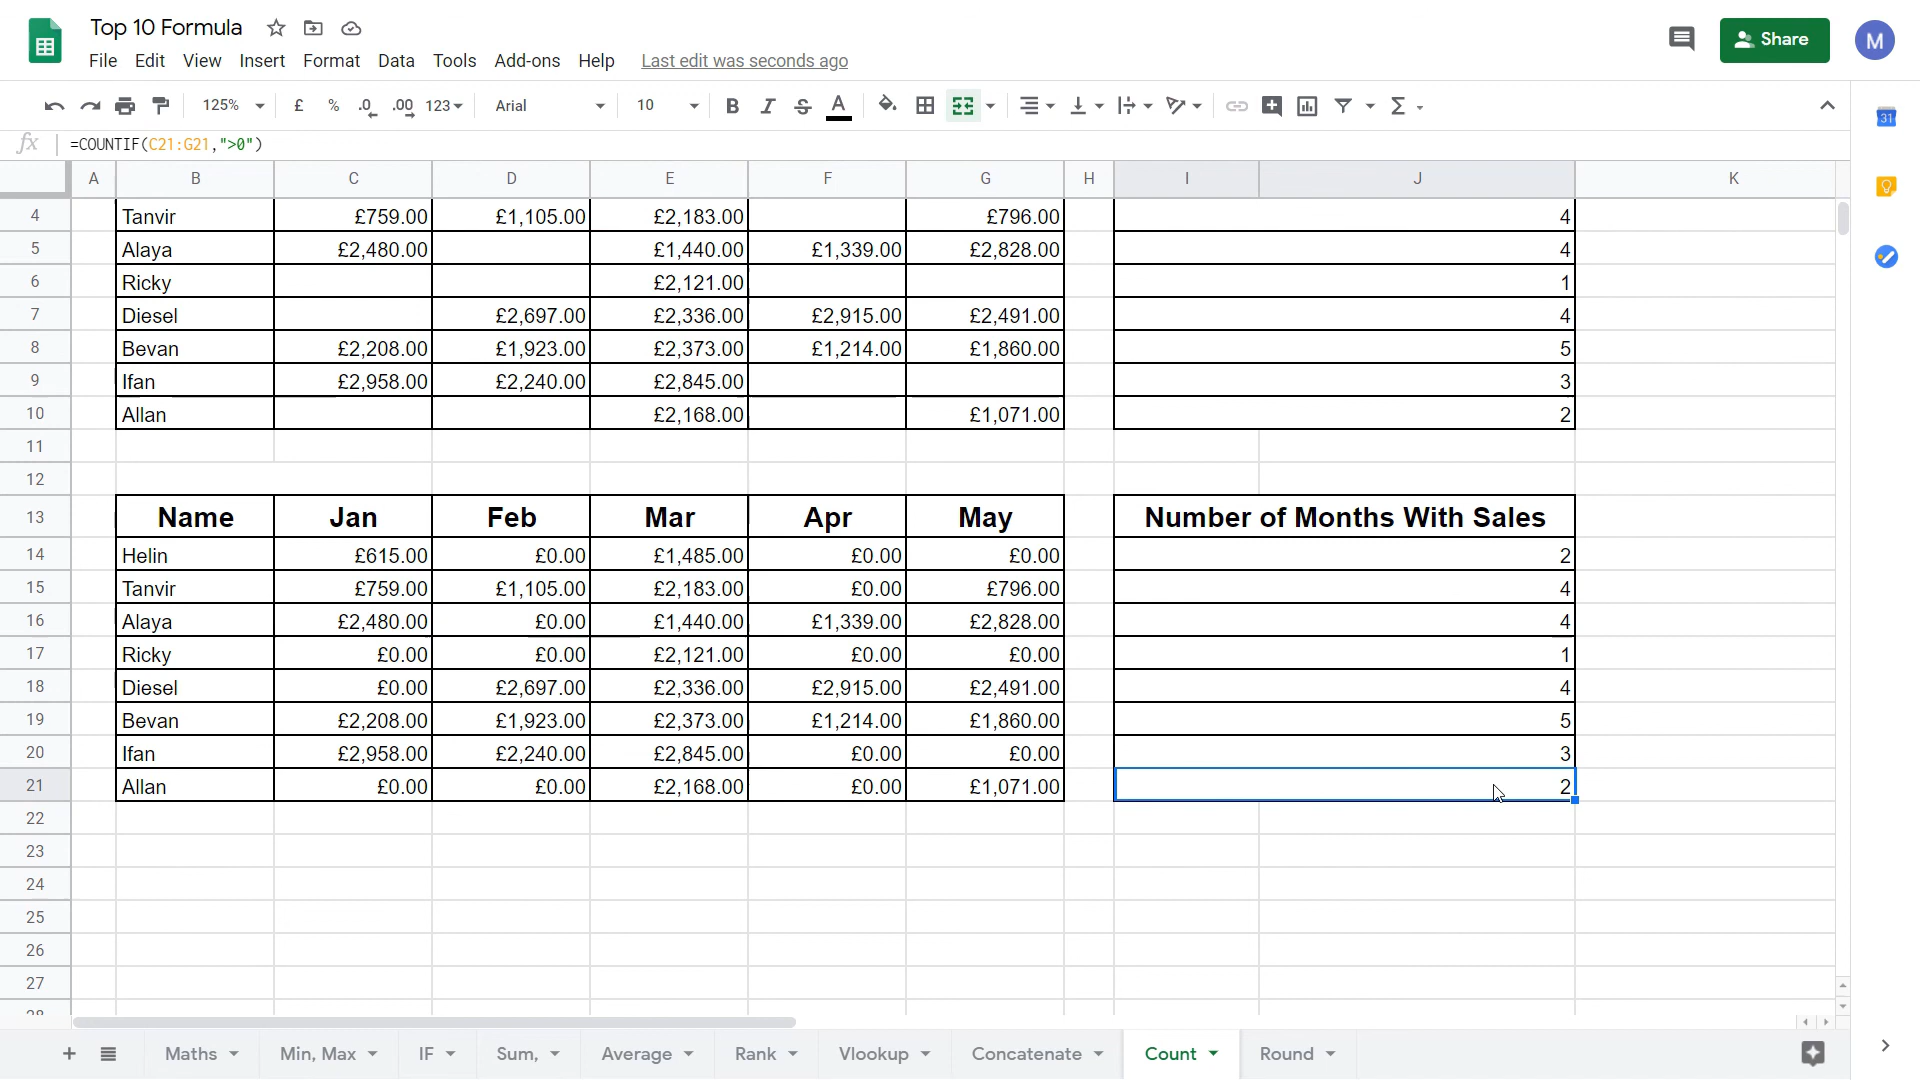 Top 10 Formula
M
Share
File Edit View Insert Format Data Tools Add-ons Help Last edit was seconds ago
125% £ % .0 .00 123 Arial 10 B I S A Σ
31
fx =COUNTIF(C21:G21,">0")
A B C D E F G H I J K
4 Tanvir £759.00 £1,105.00 £2,183.00 £796.00 4
5 Alaya £2,480.00 £1,440.00 £1,339.00 £2,828.00 4
6 Ricky £2,121.00 1
7 Diesel £2,697.00 £2,336.00 £2,915.00 £2,491.00 4
8 Bevan £2,208.00 £1,923.00 £2,373.00 £1,214.00 £1,860.00 5
9 Ifan £2,958.00 £2,240.00 £2,845.00 3
10 Allan £2,168.00 £1,071.00 2
11
12
13 Name Jan Feb Mar Apr May Number of Months With Sales
14 Helin £615.00 £0.00 £1,485.00 £0.00 £0.00 2
15 Tanvir £759.00 £1,105.00 £2,183.00 £0.00 £796.00 4
16 Alaya £2,480.00 £0.00 £1,440.00 £1,339.00 £2,828.00 4
17 Ricky £0.00 £0.00 £2,121.00 £0.00 £0.00 1
18 Diesel £0.00 £2,697.00 £2,336.00 £2,915.00 £2,491.00 4
19 Bevan £2,208.00 £1,923.00 £2,373.00 £1,214.00 £1,860.00 5
20 Ifan £2,958.00 £2,240.00 £2,845.00 £0.00 £0.00 3
21 Allan £0.00 £0.00 £2,168.00 £0.00 £1,071.00 2
22
23
24
25
26
27
28
Maths Min, Max IF Sum, Average Rank Vlookup Concatenate Count Round